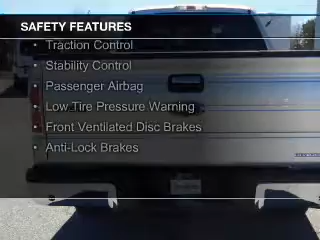 SAFETY FEATURES
• Traction Control
• Stability Control
• Passenger Airbag
• Low Tire Pressure Warning
• Front Ventilated Disc Brakes
• Anti-Lock Brakes